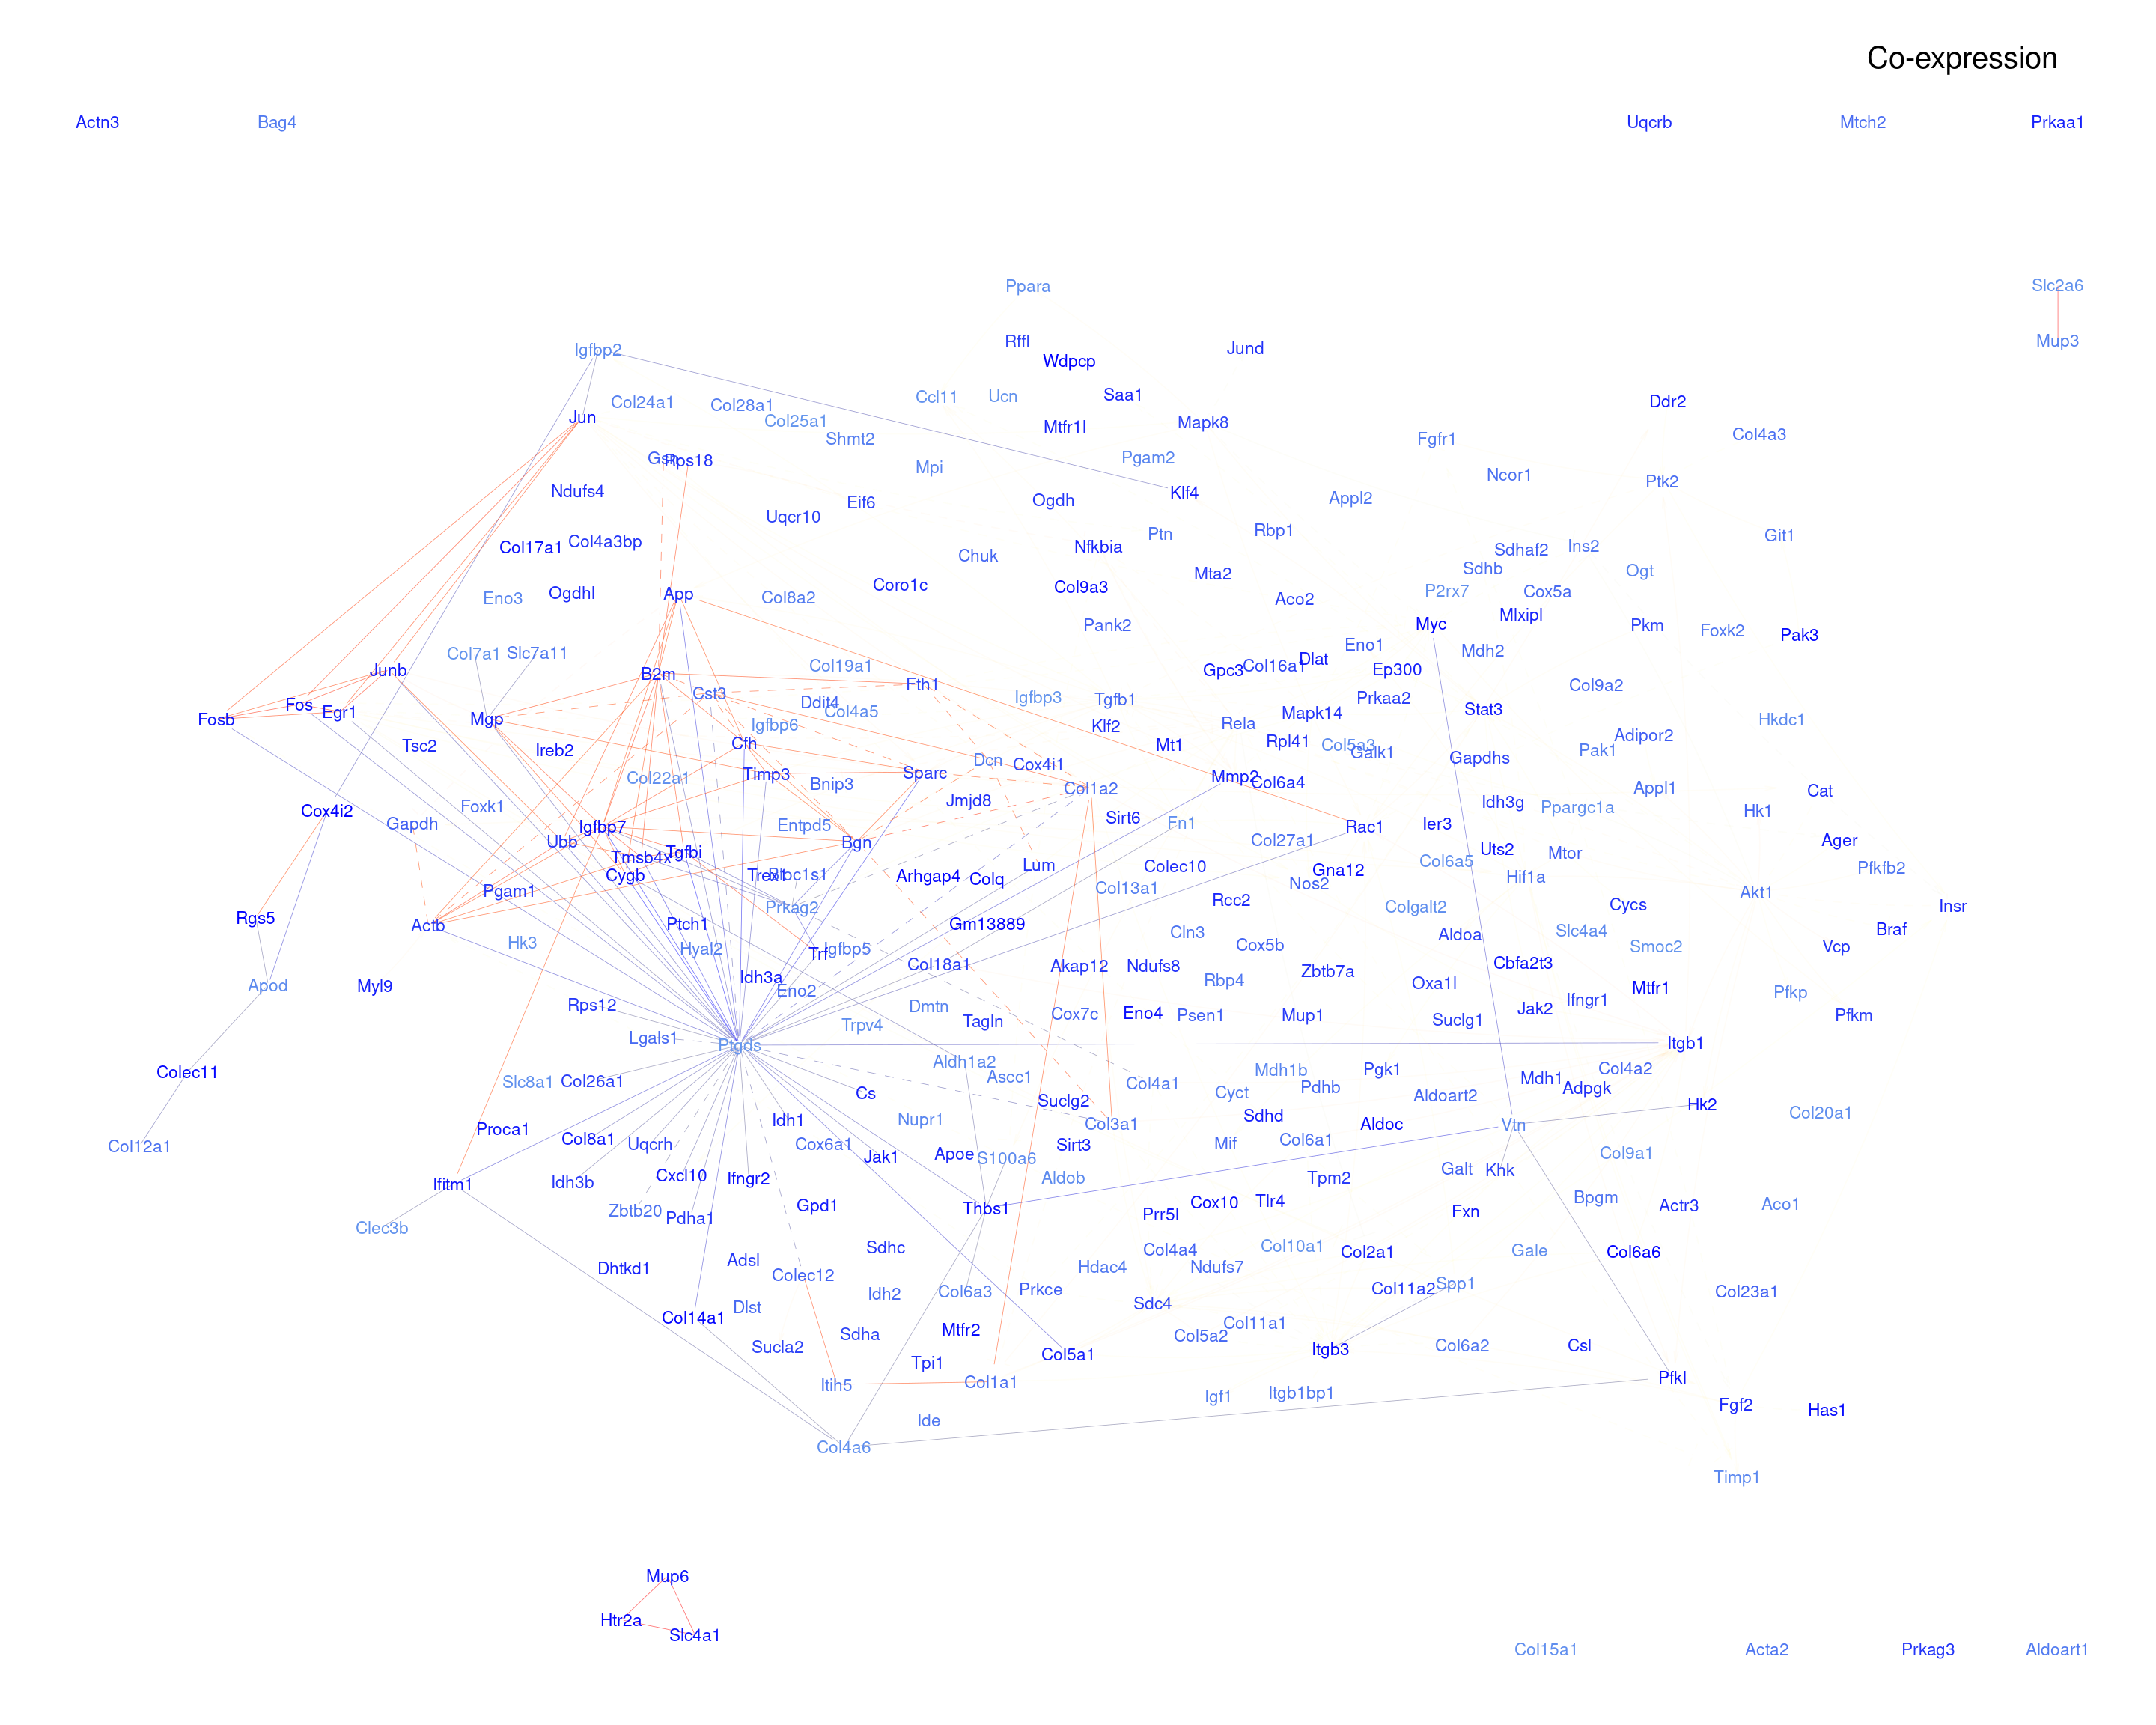 Co-expression
Actn3
Bag4
Uqcrb
Mtch2
Prkaa1
Ppara
Slc2a6
Rffl
Mup3
Igfbp2
Jund
Wdpcp
Saa1
Ccl11
Ucn
Ddr2
Col24a1
Col28a1
Jun
Col25a1
Mapk8
Mtfr1l
Col4a3
Shmt2
Fgfr1
Gsn
Rps18
Pgam2
Mpi
Ncor1
Ptk2
Ndufs4
Klf4
Appl2
Eif6
Ogdh
Uqcr10
Rbp1
Ptn
Git1
Col17a1
Col4a3bp
Nfkbia
Ins2
Sdhaf2
Chuk
Sdhb
Ogt
Mta2
Coro1c
Col9a3
P2rx7
Cox5a
Ogdhl
App
Eno3
Col8a2
Aco2
Mlxipl
Pank2
Myc
Pkm
Foxk2
Pak3
Eno1
Mdh2
Col7a1
Slc7a11
Dlat
Col19a1
Col16a1
Junb
Gpc3
Ep300
B2m
Fth1
Col9a2
Cst3
Igfbp3
Tgfb1
Prkaa2
Ddit4
Fos
Egr1
Col4a5
Stat3
Mapk14
Fosb
Mgp
Igfbp6
Klf2
Rela
Hkdc1
Adipor2
Rpl41
Cfh
Mt1
Col5a3
Tsc2
Ireb2
Galk1
Pak1
Gapdhs
Dcn
Cox4i1
Sparc
Timp3
Col22a1
Mmp2
Col6a4
Bnip3
Col1a2
Appl1
Cat
Jmjd8
Idh3g
Ppargc1a
Foxk1
Cox4i2
Hk1
Sirt6
Fn1
Gapdh
Entpd5
Igfbp7
Rac1
Ier3
Ubb
Bgn
Col27a1
Ager
Uts2
Tgfbi
Mtor
Tmsb4x
Col6a5
Lum
Colec10
Pfkfb2
Gna12
Cygb
Trex1
Bloc1s1
Arhgap4
Colq
Hif1a
Nos2
Col13a1
Pgam1
Akt1
Rcc2
Prkag2
Colgalt2
Cycs
Insr
Rgs5
Actb
Ptch1
Gm13889
Braf
Cln3
Slc4a4
Aldoa
Hk3
Hyal2
Igfbp5
Trf
Cox5b
Smoc2
Vcp
Col18a1
Akap12
Ndufs8
Cbfa2t3
Zbtb7a
Idh3a
Rbp4
Oxa1l
Apod
Myl9
Eno2
Mtfr1
Pfkp
Ifngr1
Rps12
Dmtn
Jak2
Cox7c
Eno4
Psen1
Mup1
Pfkm
Tagln
Suclg1
Trpv4
Lgals1
Ptgds
Itgb1
Aldh1a2
Col4a2
Mdh1b
Pgk1
Colec11
Ascc1
Mdh1
Slc8a1
Col26a1
Col4a1
Pdhb
Adpgk
Cs
Cyct
Aldoart2
Suclg2
Hk2
Col20a1
Sdhd
Idh1
Nupr1
Col3a1
Aldoc
Vtn
Proca1
Col8a1
Col6a1
Uqcrh
Cox6a1
Mif
Sirt3
Col12a1
Apoe
Col9a1
Jak1
S100a6
Galt
Khk
Cxcl10
Ifngr2
Aldob
Tpm2
Ifitm1
Idh3b
Bpgm
Tlr4
Cox10
Aco1
Gpd1
Actr3
Thbs1
Zbtb20
Fxn
Prr5l
Pdha1
Clec3b
Sdhc
Col10a1
Col4a4
Col2a1
Gale
Col6a6
Adsl
Dhtkd1
Hdac4
Ndufs7
Colec12
Spp1
Col11a2
Prkce
Col6a3
Idh2
Col23a1
Sdc4
Dlst
Col14a1
Col11a1
Mtfr2
Sdha
Col5a2
Sucla2
Col6a2
Csl
Itgb3
Col5a1
Tpi1
Pfkl
Col1a1
Itih5
Itgb1bp1
Igf1
Fgf2
Has1
Ide
Col4a6
Timp1
Mup6
Htr2a
Slc4a1
Col15a1
Acta2
Prkag3
Aldoart1